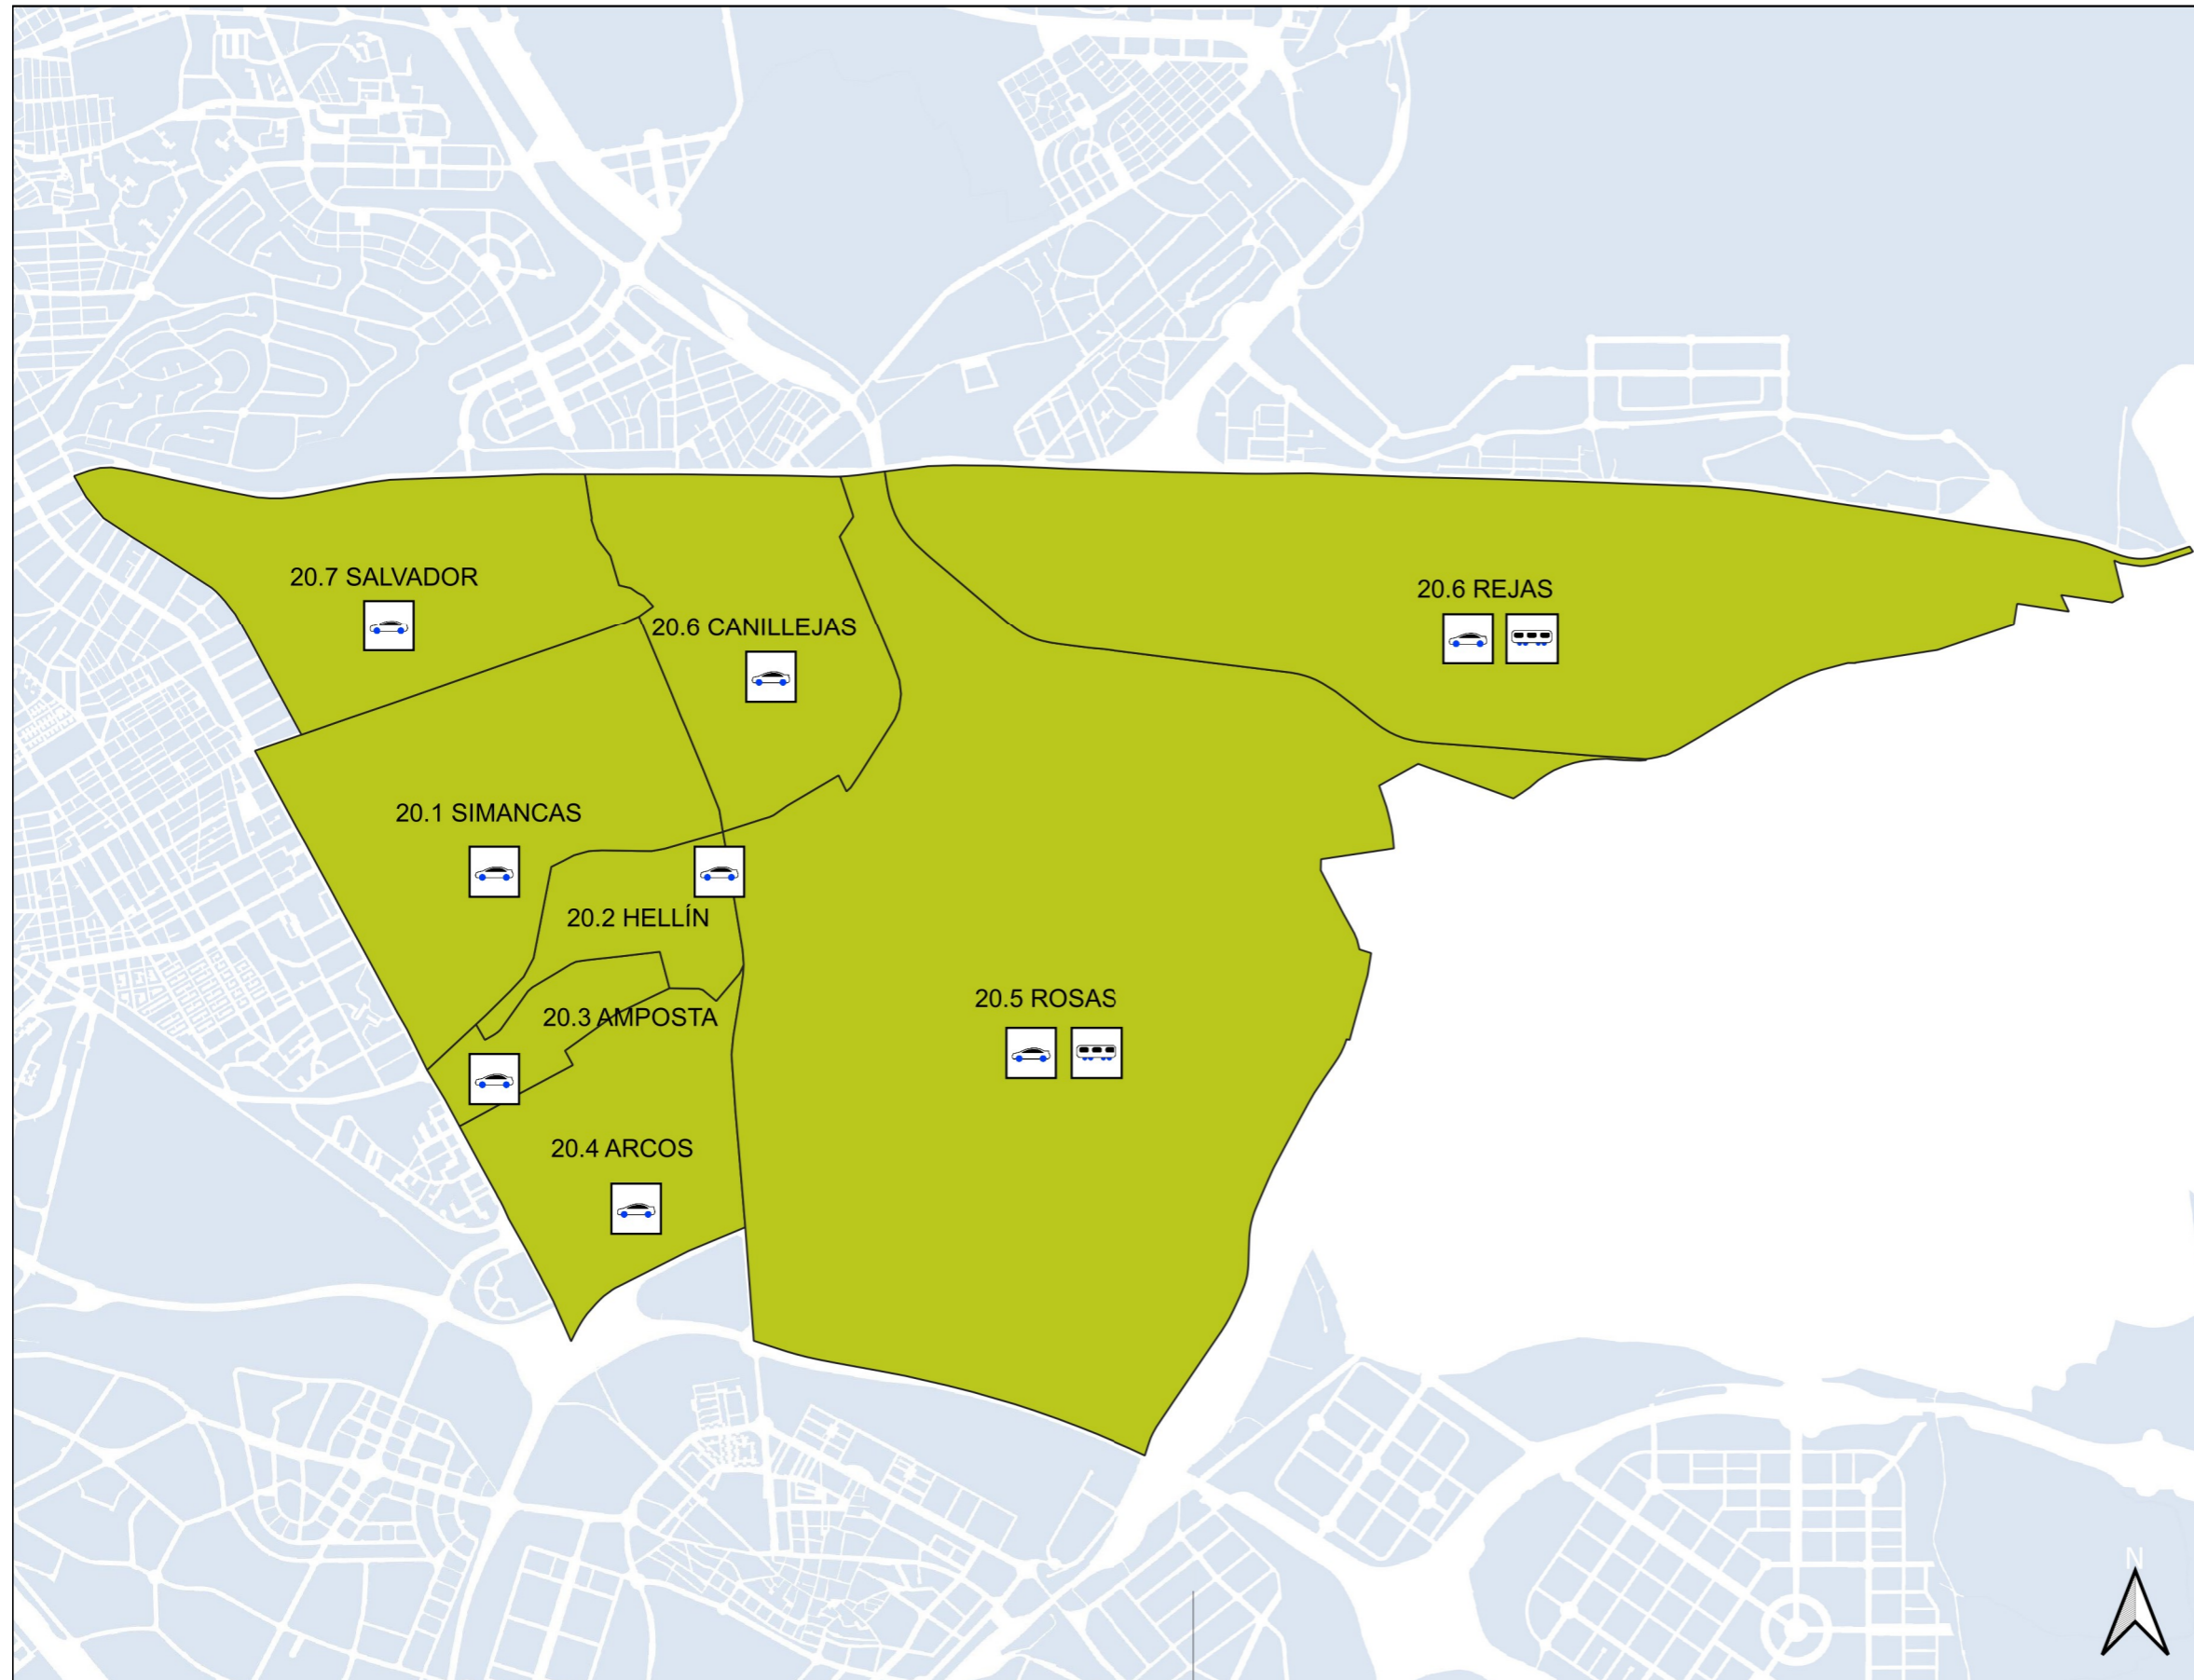 20.7 SALVADOR
20.6 REJAS
20.6 CANILLEJAS
20.1 SIMANCAS
20.2 HELLÍN
20.5 ROSAS
20.3 AMPOSTA
20.4 ARCOS
N